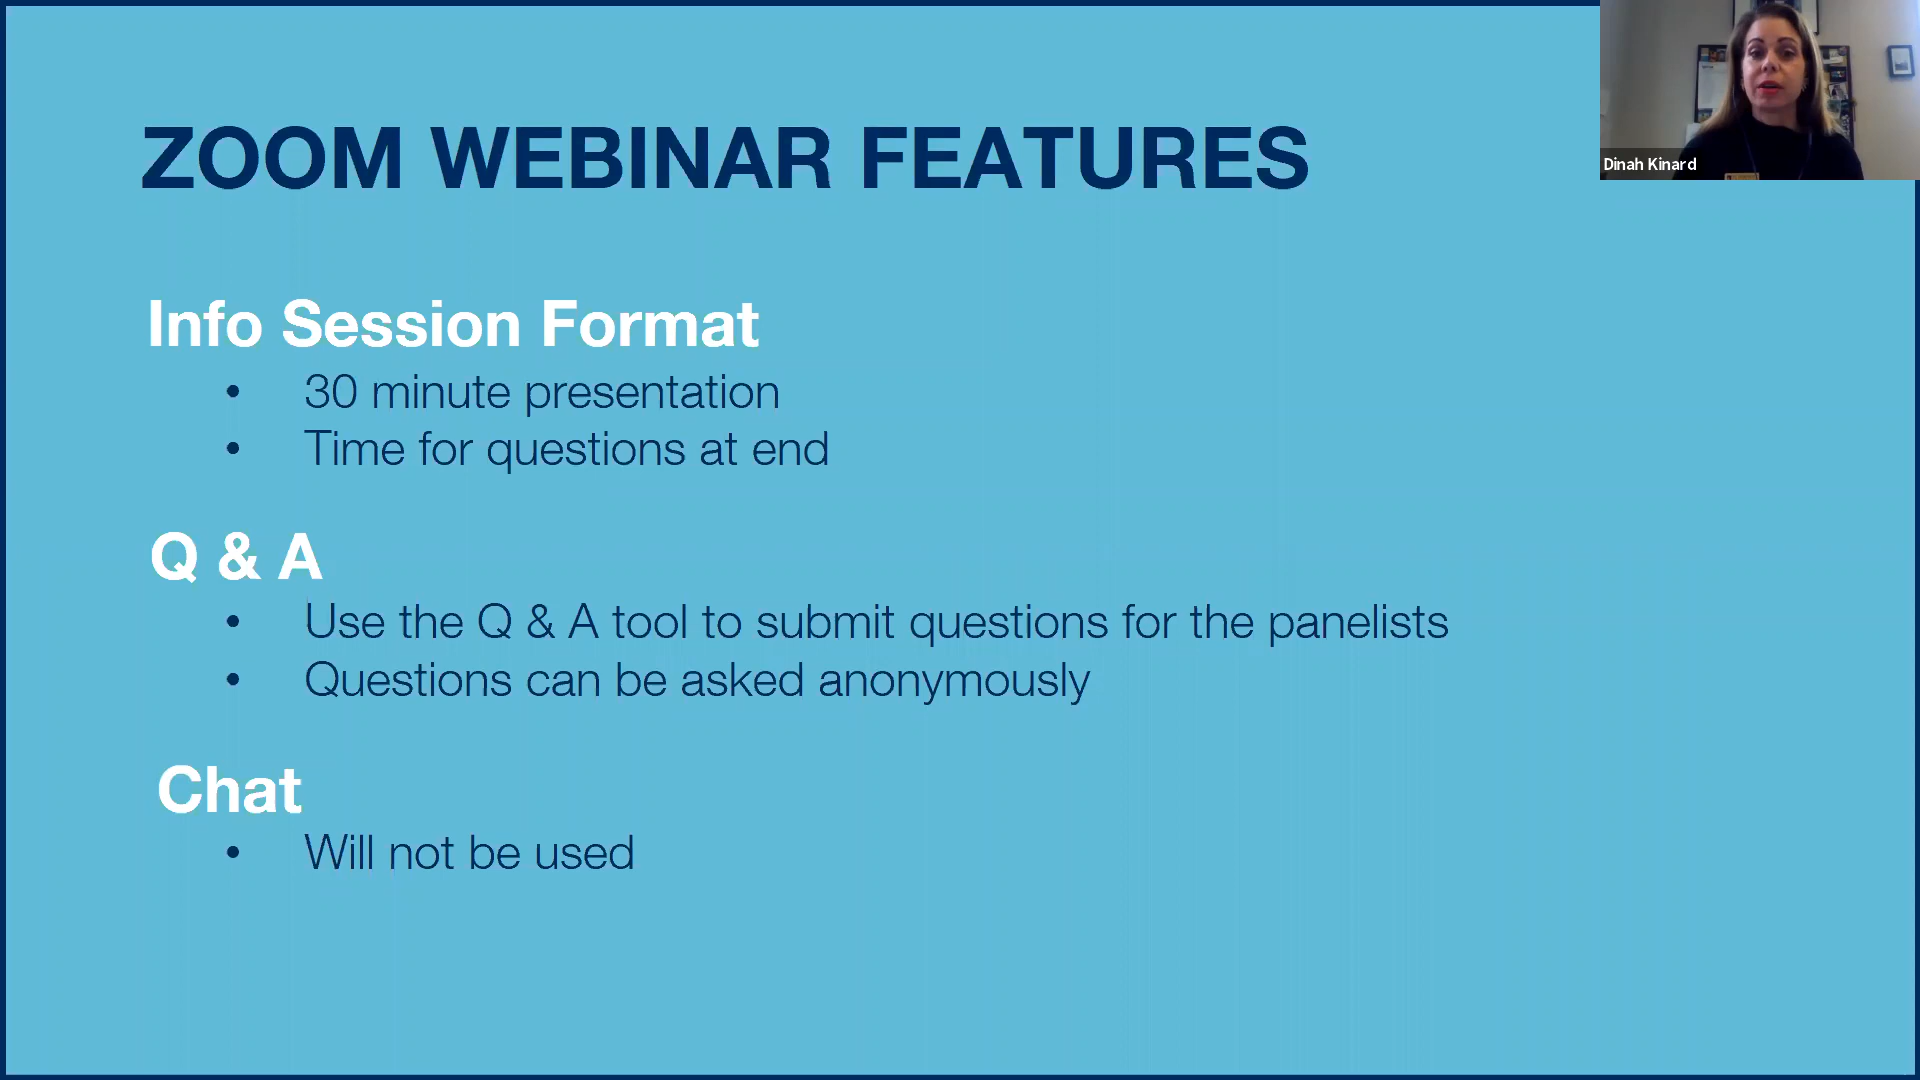 ZOOM WEBINAR FEATURES
Dinah Kinard
Info Session Format
• 30 minute presentation
• Time for questions at end
Q & A
• Use the Q & A tool to submit questions for the panelists
• Questions can be asked anonymously
Chat
• Will not be used